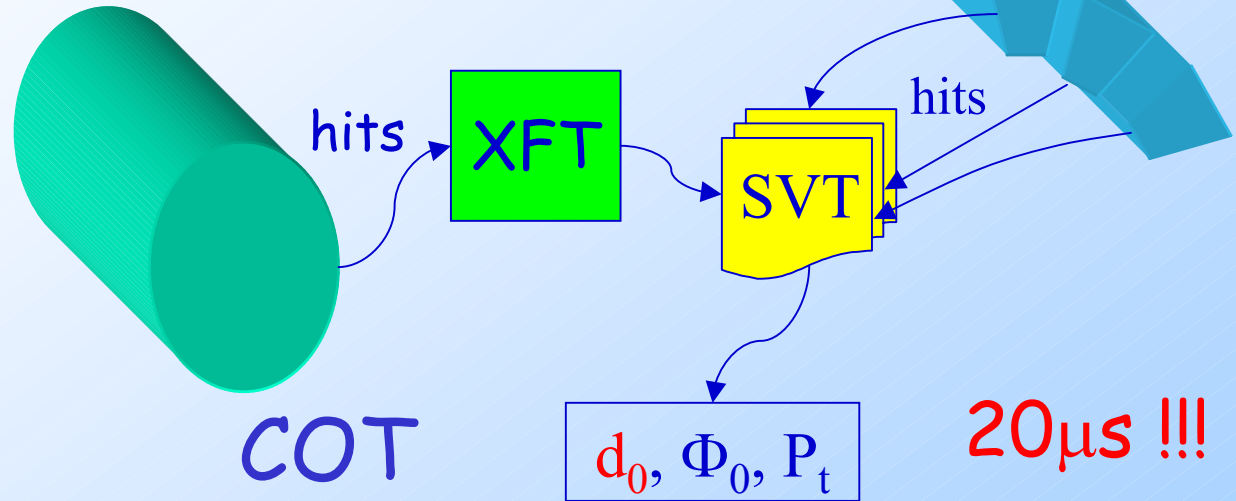 hits
XFT
hits
SVT
COT
d₀, Φ₀, Pₜ
20μs !!!